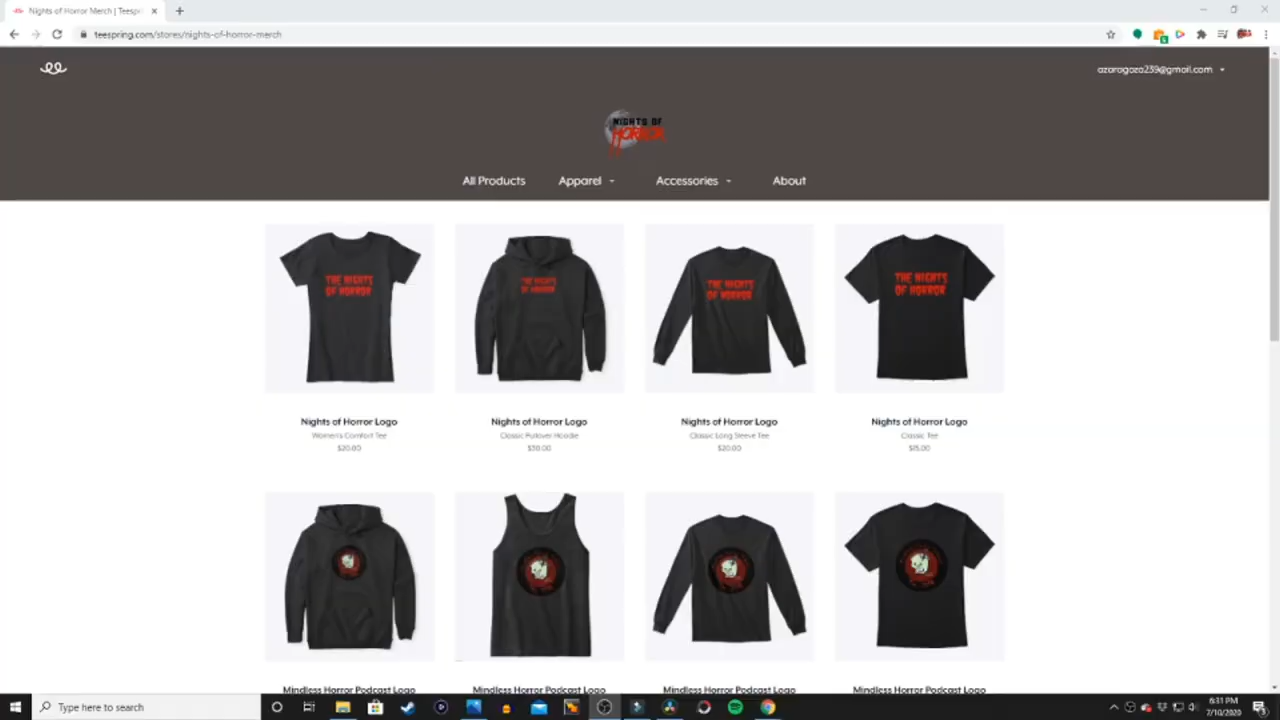 Nights of Horror Merch | Teespri
teespring.com/stores/nights-of-horror-merch
azaragoza239@gmail.com
NIGHTS OF
HORROR
All Products
Apparel
Accessories
About
THE NIGHTS
OF HORROR
THE NIGHTS
OF HORROR
THE NIGHTS
OF HORROR
THE NIGHTS
OF HORROR
Nights of Horror Logo
Women's Comfort Tee
$20.00
Nights of Horror Logo
Classic Pullover Hoodie
$30.00
Nights of Horror Logo
Classic Long Sleeve Tee
$20.00
Nights of Horror Logo
Classic Tee
$15.00
Mindless Horror Podcast Logo
Mindless Horror Podcast Logo
Mindless Horror Podcast Logo
Mindless Horror Podcast Logo
Type here to search
6:31 PM
7/10/2020